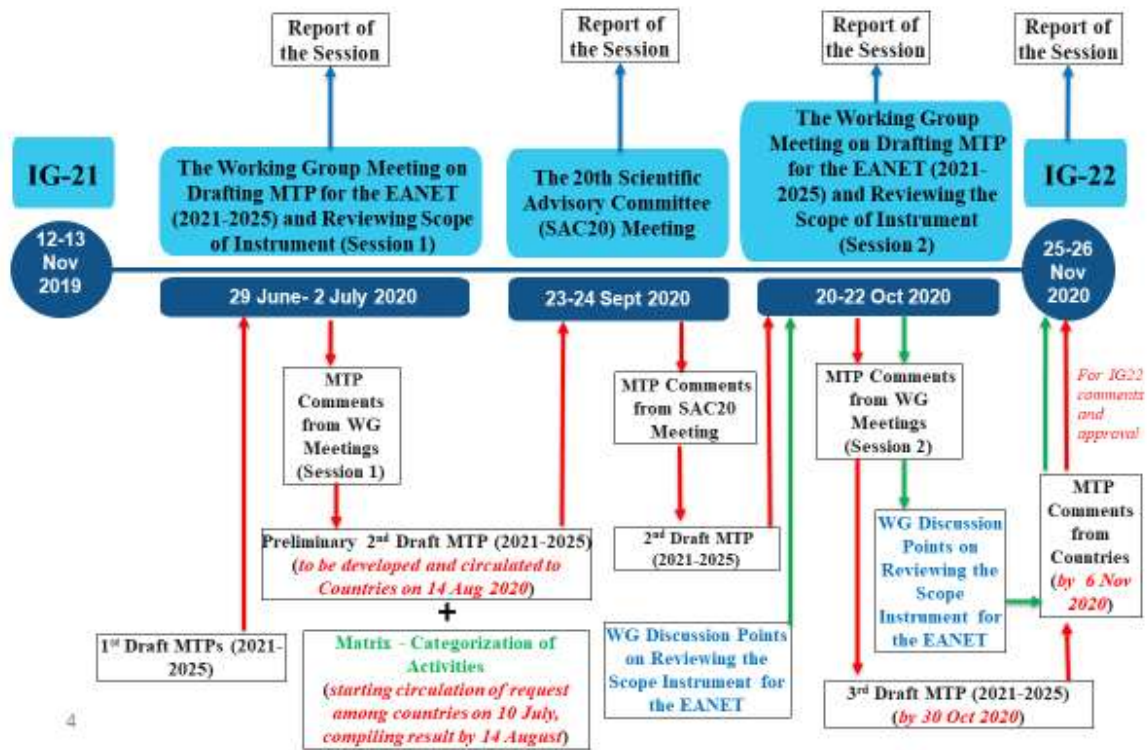 Report of
the Session
Report of
the Session
Report of
the Session
Report of
the Session
IG-21
The Working Group Meeting on
Drafting MTP for the EANET
(2021-2025) and Reviewing Scope
of Instrument (Session 1)
The 20th Scientific
Advisory Committee
(SAC20) Meeting
The Working Group
Meeting on Drafting MTP
for the EANET (2021-
2025) and Reviewing the
Scope of Instrument
(Session 2)
IG-22
12-13
Nov
2019
29 June- 2 July 2020
23-24 Sept 2020
20-22 Oct 2020
25-26
Nov
2020
MTP
Comments
from WG
Meetings
(Session 1)
MTP Comments
from SAC20
Meeting
MTP Comments
from WG
Meetings
(Session 2)
For IG22
comments
and
approval
Preliminary 2nd Draft MTP (2021-2025)
(to be developed and circulated to
Countries on 14 Aug 2020)
+
Matrix - Categorization of
Activities
(starting circulation of request
among countries on 10 July,
compiling result by 14 August)
1st Draft MTPs (2021-
2025)
2nd Draft MTP
(2021-2025)
WG Discussion Points
on Reviewing the
Scope Instrument for
the EANET
WG Discussion
Points on
Reviewing the
Scope
Instrument for
the EANET
MTP
Comments
from
Countries
(by 6 Nov
2020)
3rd Draft MTP (2021-2025)
(by 30 Oct 2020)
4